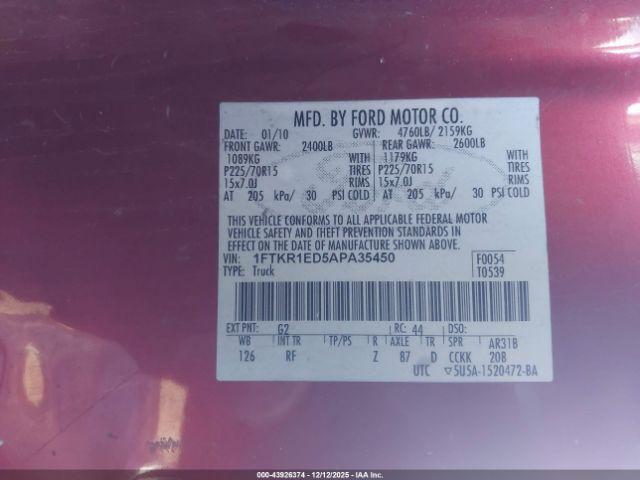 MFD. BY FORD MOTOR CO.
DATE: 01/10 GVWR: 4760LB/ 2159KG
FRONT GAWR: 2400LB REAR GAWR: 2600LB
1089KG WITH 1179KG WITH
P225/70R15 TIRES P225/70R15 TIRES
15x7.0J RIMS 15x7.0J RIMS
AT 205 kPa/ 30 PSI COLD AT 205 kPa/ 30 PSI COLD
THIS VEHICLE CONFORMS TO ALL APPLICABLE FEDERAL MOTOR
VEHICLE SAFETY AND THEFT PREVENTION STANDARDS IN
EFFECT ON THE DATE OF MANUFACTURE SHOWN ABOVE.
VIN: 1FTKR1ED5APA35450 F0054
TYPE: Truck T0539
EXT PNT: G2 RC: 44 DSO:
WB INT TR TP/PS R AXLE TR SPR AR31B
126 RF Z 87 D CCKK 208
UTC ▽5U5A-1520472-BA
000-43926374 - 12/12/2025 - IAA Inc.